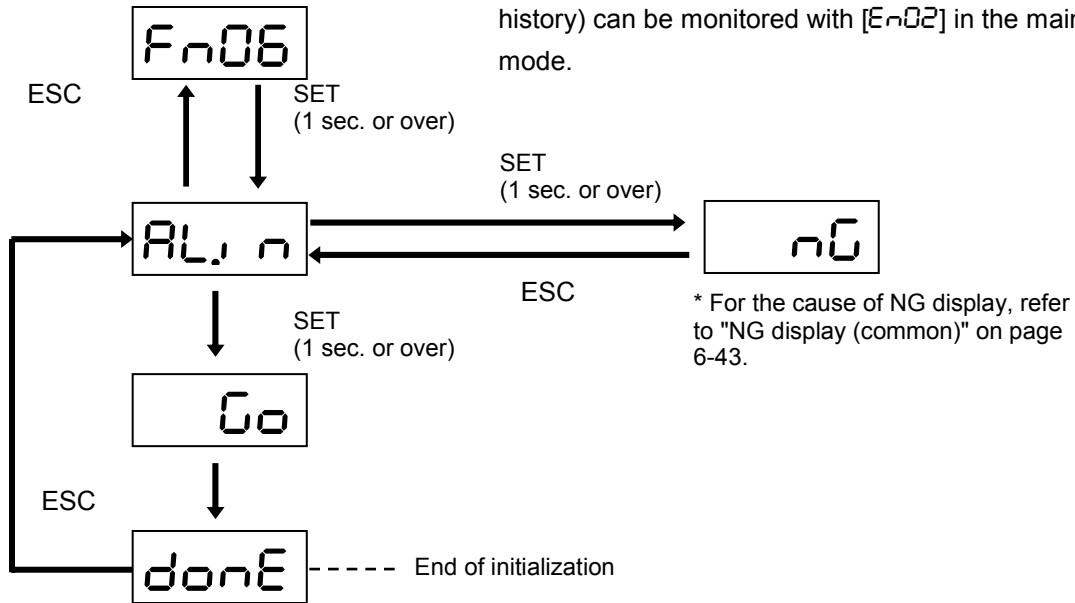 history) can be monitored with [En02] in the main
mode.
Fn06
ESC
SET
(1 sec. or over)
SET
(1 sec. or over)
AL.in
nG
ESC
* For the cause of NG display, refer
to "NG display (common)" on page
6-43.
SET
(1 sec. or over)
Go
ESC
donE
End of initialization